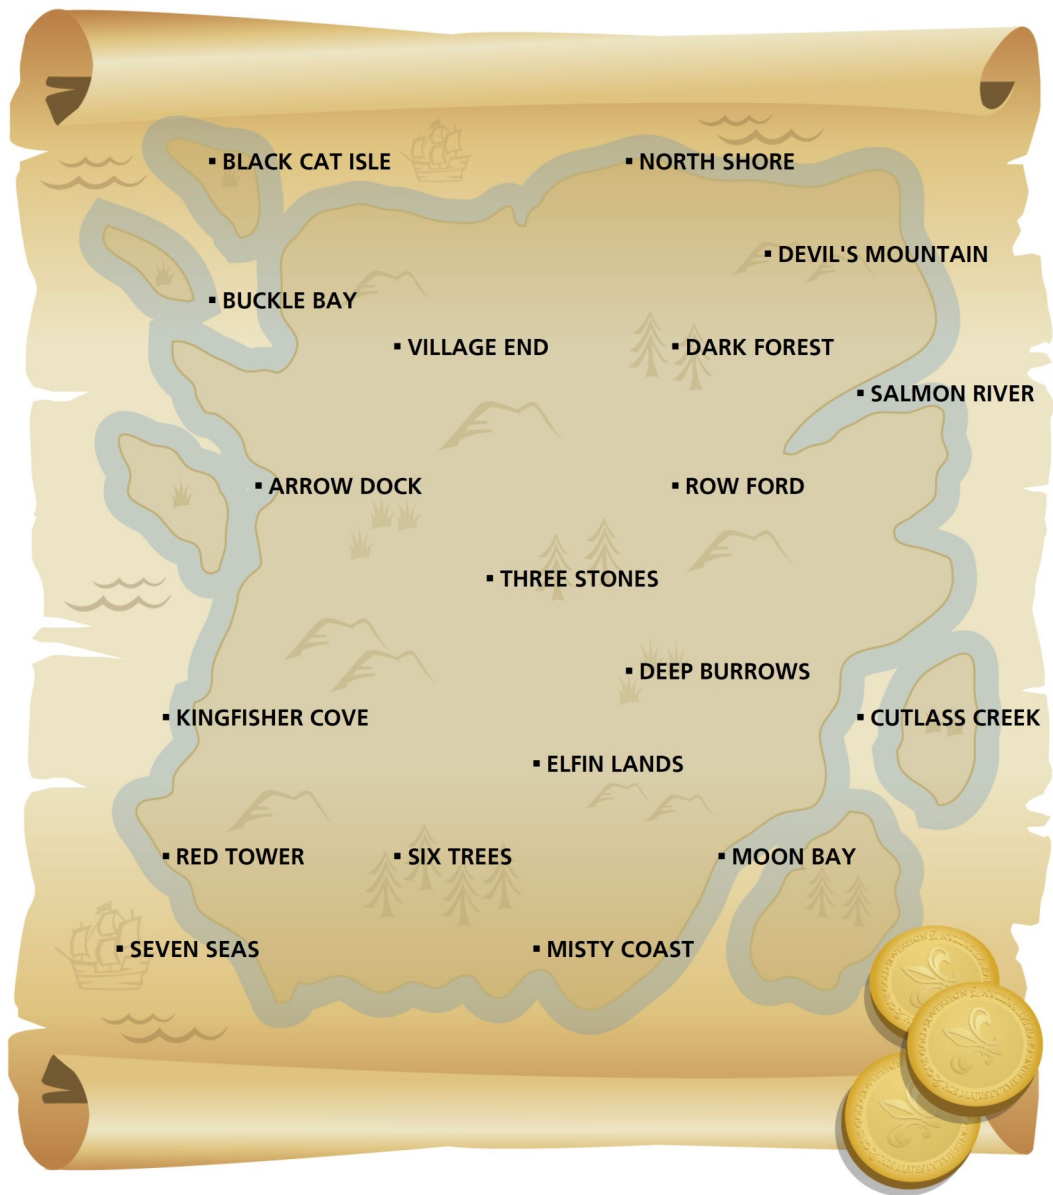 BLACK CAT ISLE
NORTH SHORE
DEVIL'S MOUNTAIN
BUCKLE BAY
VILLAGE END
DARK FOREST
SALMON RIVER
ARROW DOCK
ROW FORD
THREE STONES
DEEP BURROWS
KINGFISHER COVE
CUTLASS CREEK
ELFIN LANDS
RED TOWER
SIX TREES
MOON BAY
SEVEN SEAS
MISTY COAST